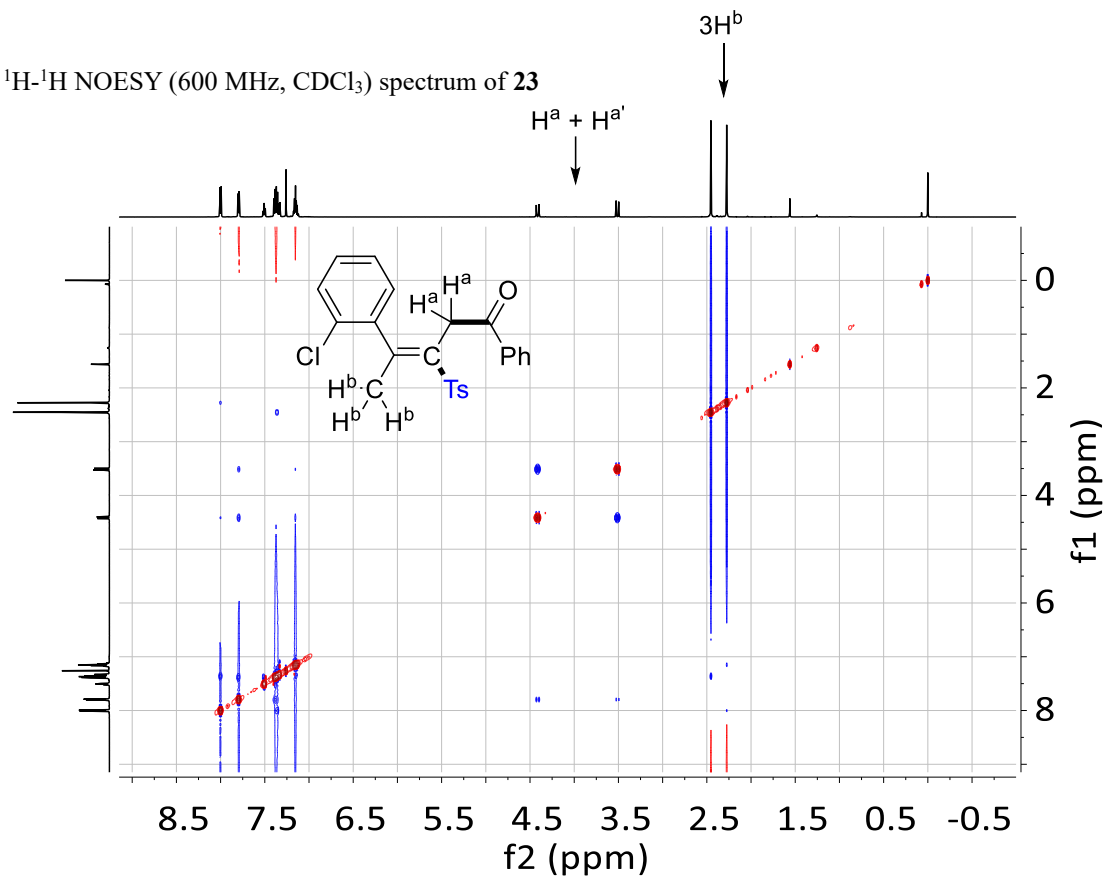 3Hᵇ
¹H-¹H NOESY (600 MHz, CDCl₃) spectrum of 23
Hᵃ + Hᵃ'
Hᵃ
O
Hᵃ
Cl
C
Ph
Hᵇ
C
Ts
Hᵇ
Hᵇ
0
2
4
6
8
f1 (ppm)
8.5 7.5 6.5 5.5 4.5 3.5 2.5 1.5 0.5 -0.5
f2 (ppm)